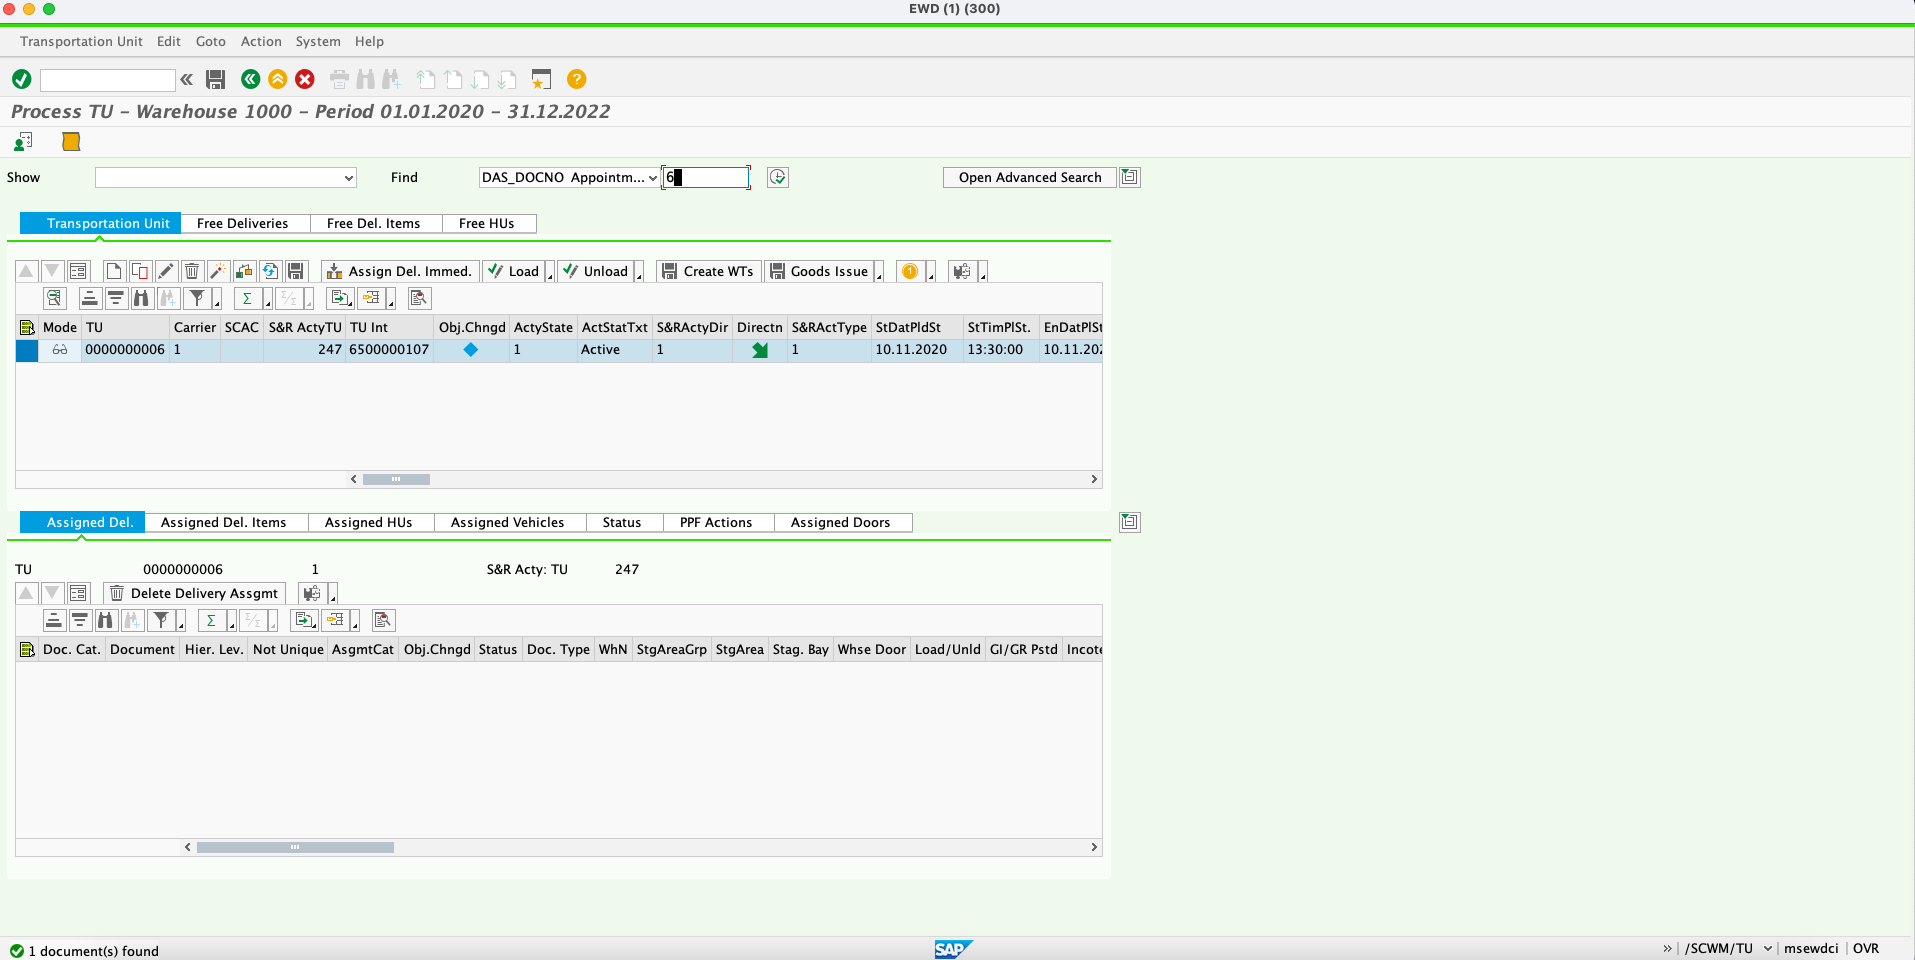 EWD (1) (300)
Transportation Unit Edit Goto Action System Help
Process TU – Warehouse 1000 – Period 01.01.2020 – 31.12.2022
Show Find DAS_DOCNO Appointm... 6 Open Advanced Search
Transportation Unit Free Deliveries Free Del. Items Free HUs
Assign Del. Immed. Load Unload Create WTs Goods Issue 1
Mode TU Carrier SCAC S&R ActyTU TU Int Obj.Chngd ActyState ActStatTxt S&RActyDir Directn S&RActType StDatPldSt StTimPlSt. EnDatPlSt
0000000006 1 247 6500000107 1 Active 1 1 10.11.2020 13:30:00 10.11.202
Assigned Del. Assigned Del. Items Assigned HUs Assigned Vehicles Status PPF Actions Assigned Doors
TU 0000000006 1 S&R Acty: TU 247
Delete Delivery Assgmt
Doc. Cat. Document Hier. Lev. Not Unique AsgmtCat Obj.Chngd Status Doc. Type WhN StgAreaGrp StgArea Stag. Bay Whse Door Load/Unld GI/GR Pstd Incote
1 document(s) found SAP /SCWM/TU msewdci OVR